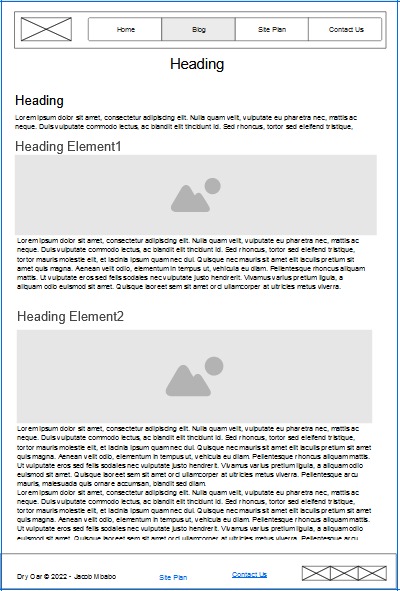 Home
Blog
Site Plan
Contact Us
Heading
Heading
Lorem ipsum dolor sit amet, consectetur adipiscing elit. Nulla quam velit, vulputate eu pharetra nec, mattis ac
neque. Duis vulputate commodo lectus, ac blandit elit tincidunt id. Sed rhoncus, tortor sed eleifend tristique,
Heading Element1
Lorem ipsum dolor sit amet, consectetur adipiscing elit. Nulla quam velit, vulputate eu pharetra nec, mattis ac
neque. Duis vulputate commodo lectus, ac blandit elit tincidunt id. Sed rhoncus, tortor sed eleifend tristique,
tortor mauris molestie elit, et lacinia ipsum quam nec dui. Quisque nec mauris sit amet elit iaculis pretium sit
amet quis magna. Aenean velit odio, elementum in tempus ut, vehicula eu diam. Pellentesque rhoncus aliquam
mattis. Ut vulputate eros sed felis sodales nec vulputate justo hendrerit. Vivamus varius pretium ligula, a
aliquam odio euismod sit amet. Quisque laoreet sem sit amet orci ullamcorper at ultricies metus viverra.
Heading Element2
Lorem ipsum dolor sit amet, consectetur adipiscing elit. Nulla quam velit, vulputate eu pharetra nec, mattis ac
neque. Duis vulputate commodo lectus, ac blandit elit tincidunt id. Sed rhoncus, tortor sed eleifend tristique,
tortor mauris molestie elit, et lacinia ipsum quam nec dui. Quisque nec mauris sit amet elit iaculis pretium sit amet
quis magna. Aenean velit odio, elementum in tempus ut, vehicula eu diam. Pellentesque rhoncus aliquam mattis.
Ut vulputate eros sed felis sodales nec vulputate justo hendrerit. Vivamus varius pretium ligula, a aliquam odio
euismod sit amet. Quisque laoreet sem sit amet orci ullamcorper at ultricies metus viverra. Pellentesque arcu
mauris, malesuada quis ornare accumsan, blandit sed diam.
Lorem ipsum dolor sit amet, consectetur adipiscing elit. Nulla quam velit, vulputate eu pharetra nec, mattis ac
neque. Duis vulputate commodo lectus, ac blandit elit tincidunt id. Sed rhoncus, tortor sed eleifend tristique,
tortor mauris molestie elit, et lacinia ipsum quam nec dui. Quisque nec mauris sit amet elit iaculis pretium sit amet
quis magna. Aenean velit odio, elementum in tempus ut, vehicula eu diam. Pellentesque rhoncus aliquam mattis.
Ut vulputate eros sed felis sodales nec vulputate justo hendrerit. Vivamus varius pretium ligula, a aliquam odio
euismod sit amet. Quisque laoreet sem sit amet orci ullamcorper at ultricies metus viverra. Pellentesque arcu
Dry Oar © 2022 - Jacob Mbabo
Site Plan
Contact Us